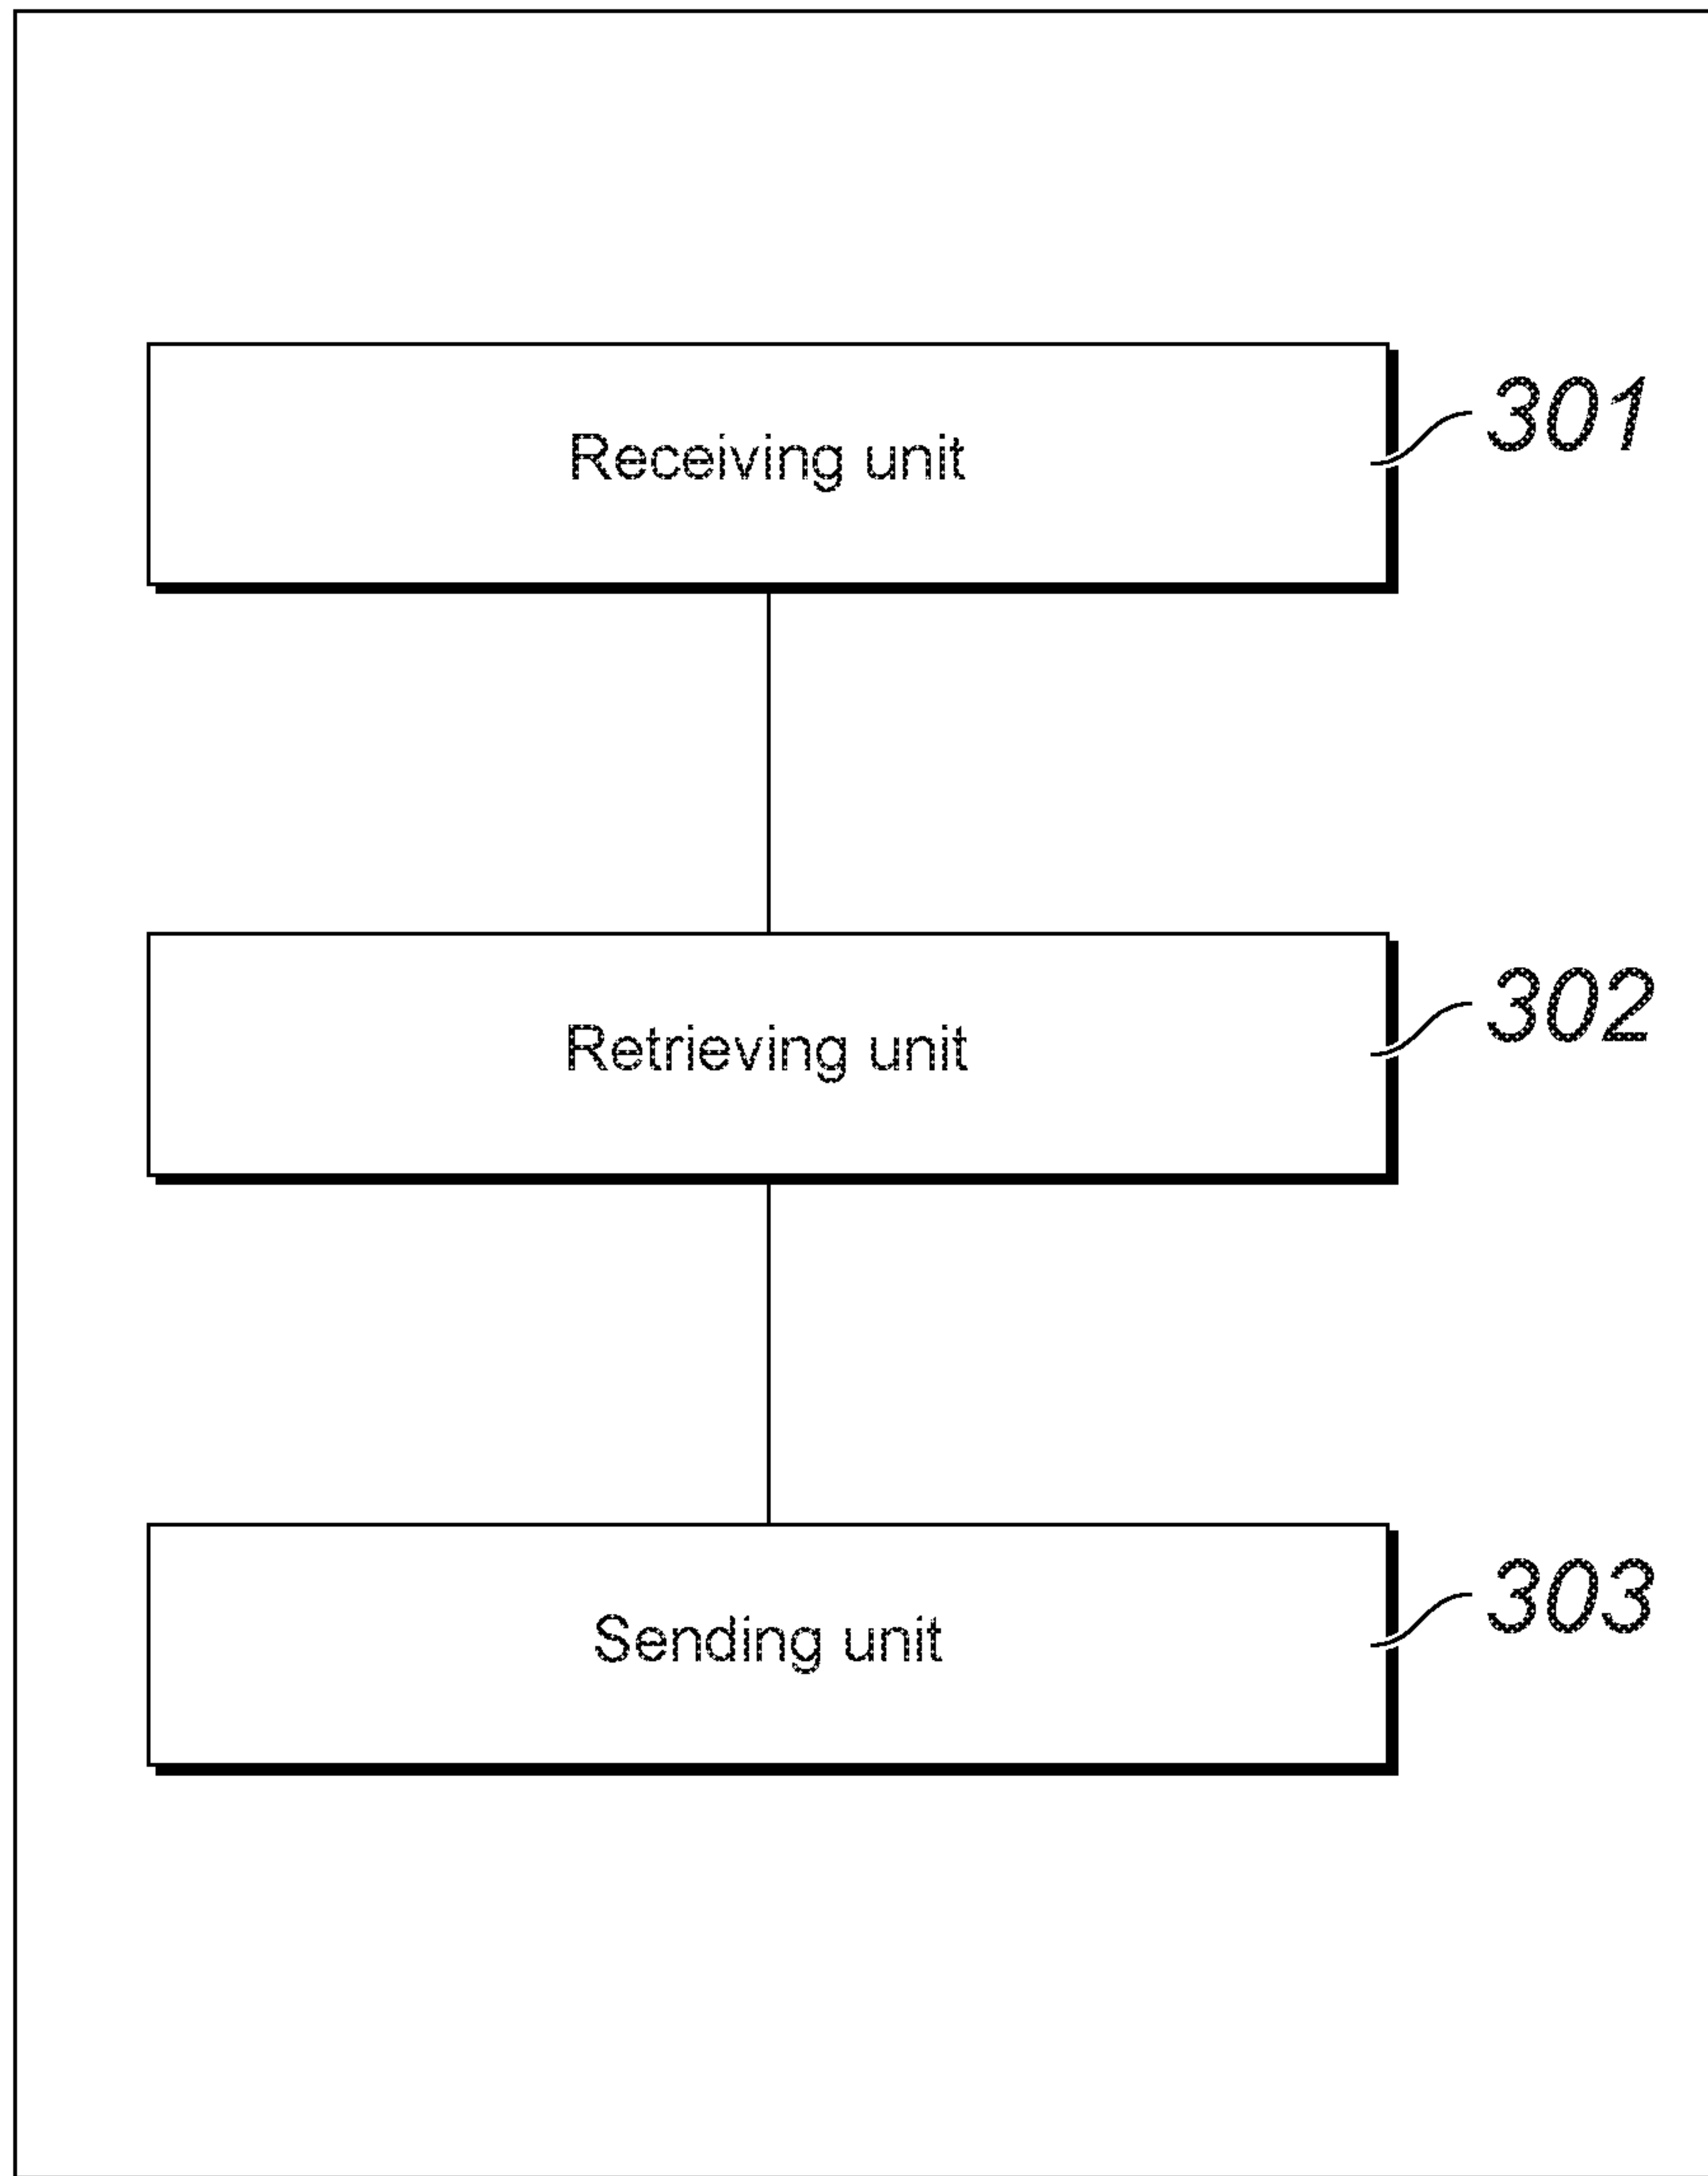 Receiving unit
301
Retrieving unit
302
Sending unit
303